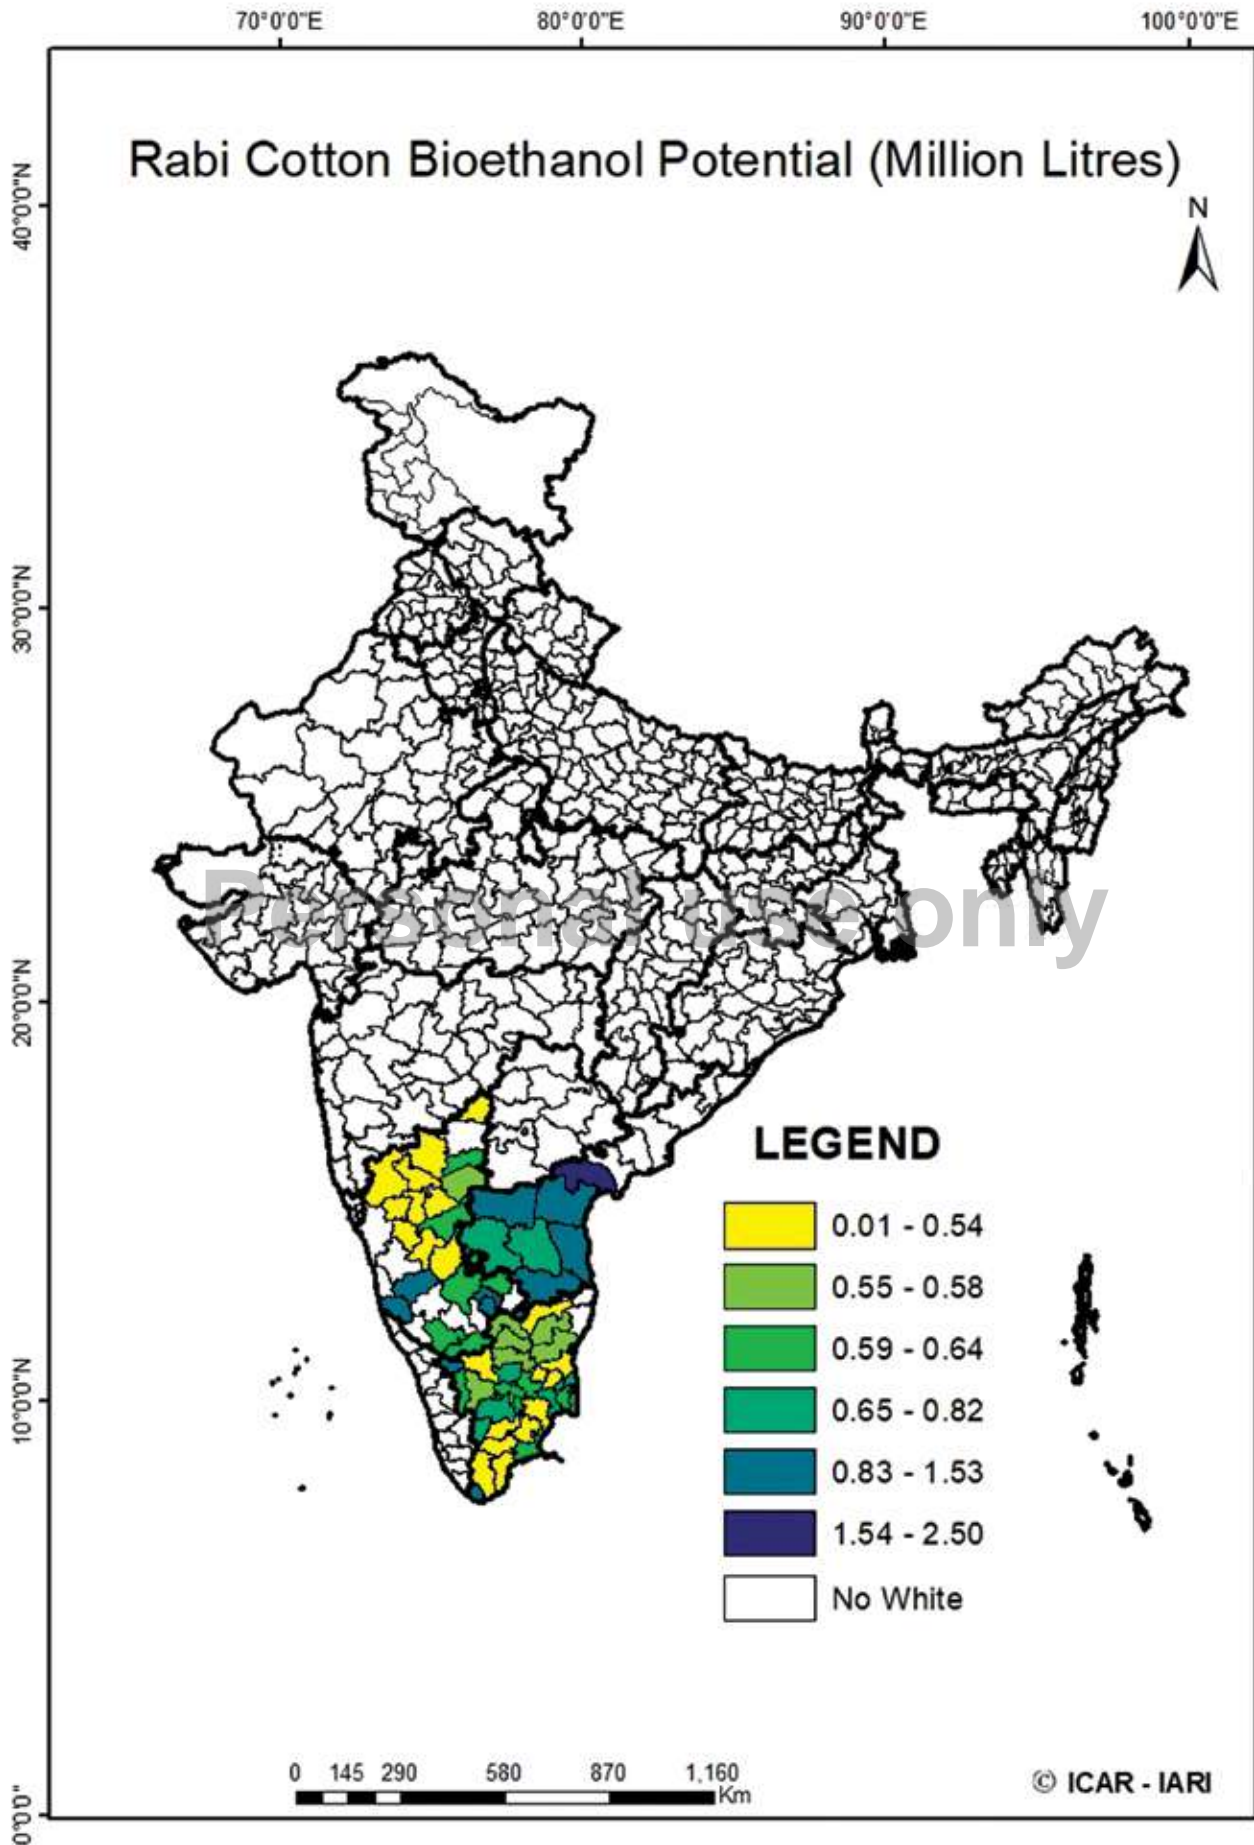 70°0'0"E 80°0'0"E 90°0'0"E 100°0'0"E
Rabi Cotton Bioethanol Potential (Million Litres)
40°0'0"N
N
30°0'0"N
Personal use only
20°0'0"N
LEGEND
0.01 - 0.54
0.55 - 0.58
0.59 - 0.64
0.65 - 0.82
0.83 - 1.53
1.54 - 2.50
No White
10°0'0"N
0 145 290 580 870 1,160
Km
© ICAR - IARI
0°0'0"